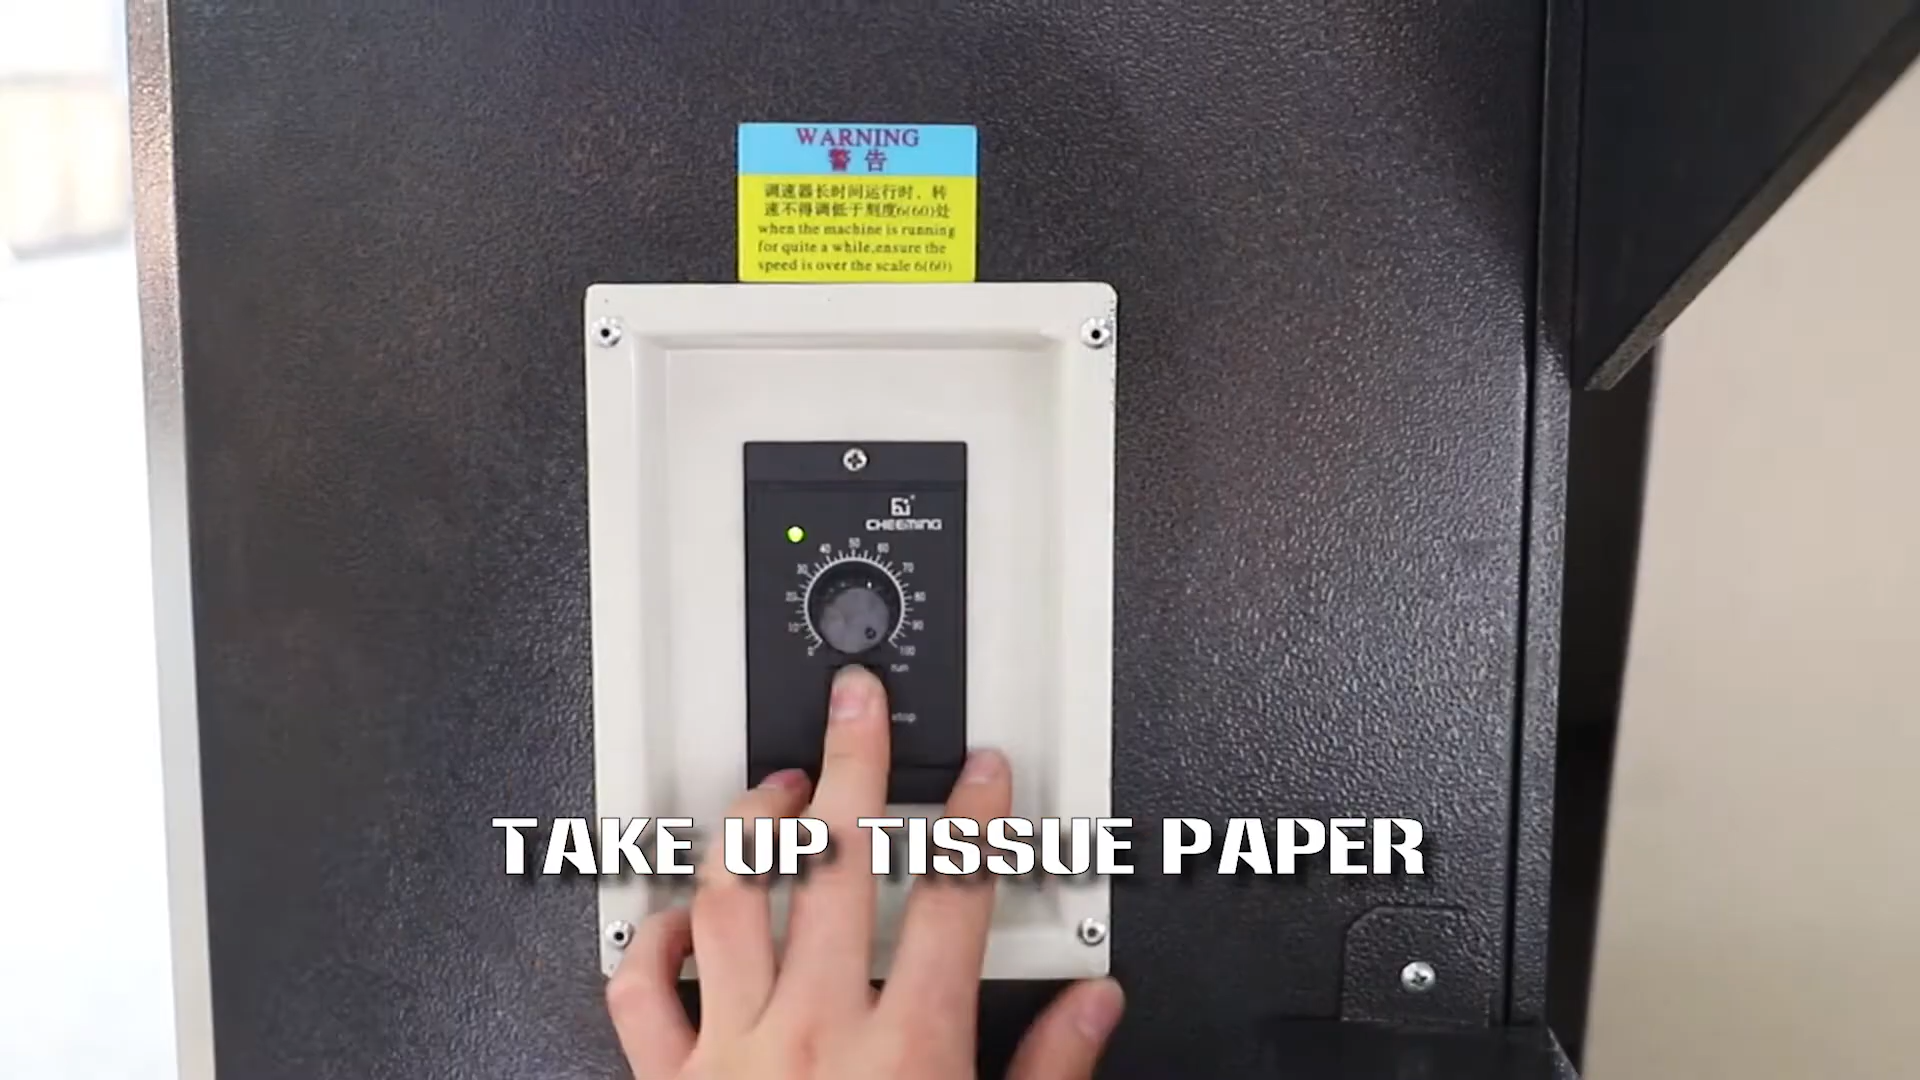 WARNING
警告
调速器长时间运行时，转
速不得调低于刻度6(60)处
when the machine is running
for quite a while,ensure the
speed is over the scale 6(60)
CHEEMING
0 10 20 30 40 50 60 70 80 90 100
run
stop
TAKE UP TISSUE PAPER